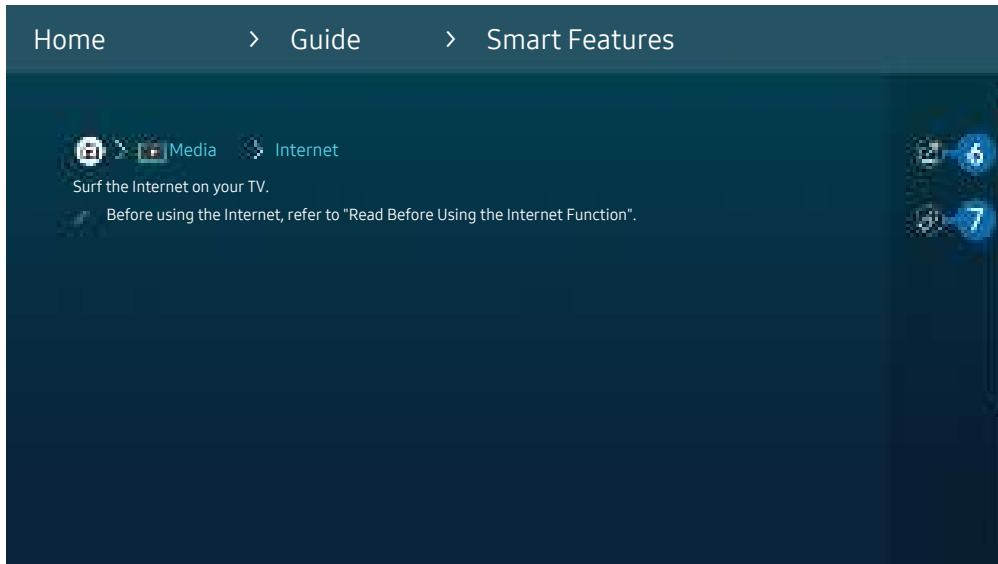 Home > Guide > Smart Features
> Media > Internet
6
Surf the Internet on your TV.
Before using the Internet, refer to "Read Before Using the Internet Function".
7